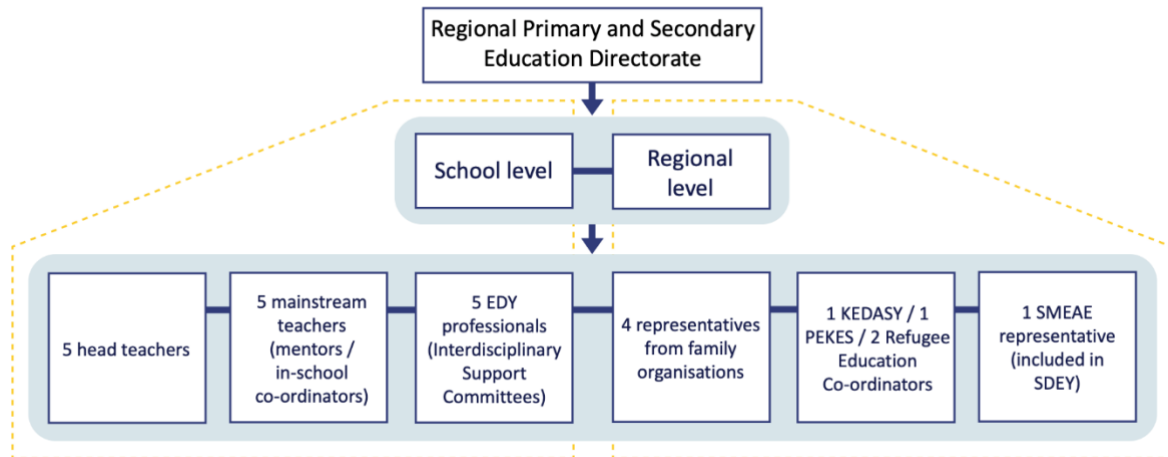 Regional Primary and Secondary
Education Directorate
School level
Regional
level
5 head teachers
5 mainstream
teachers
(mentors /
in-school
co-ordinators)
5 EDY
professionals
(Interdisciplinary
Support
Committees)
4 representatives
from family
organisations
1 KEDASY / 1
PEKES / 2 Refugee
Education
Co-ordinators
1 SMEAE
representative
(included in
SDEY)